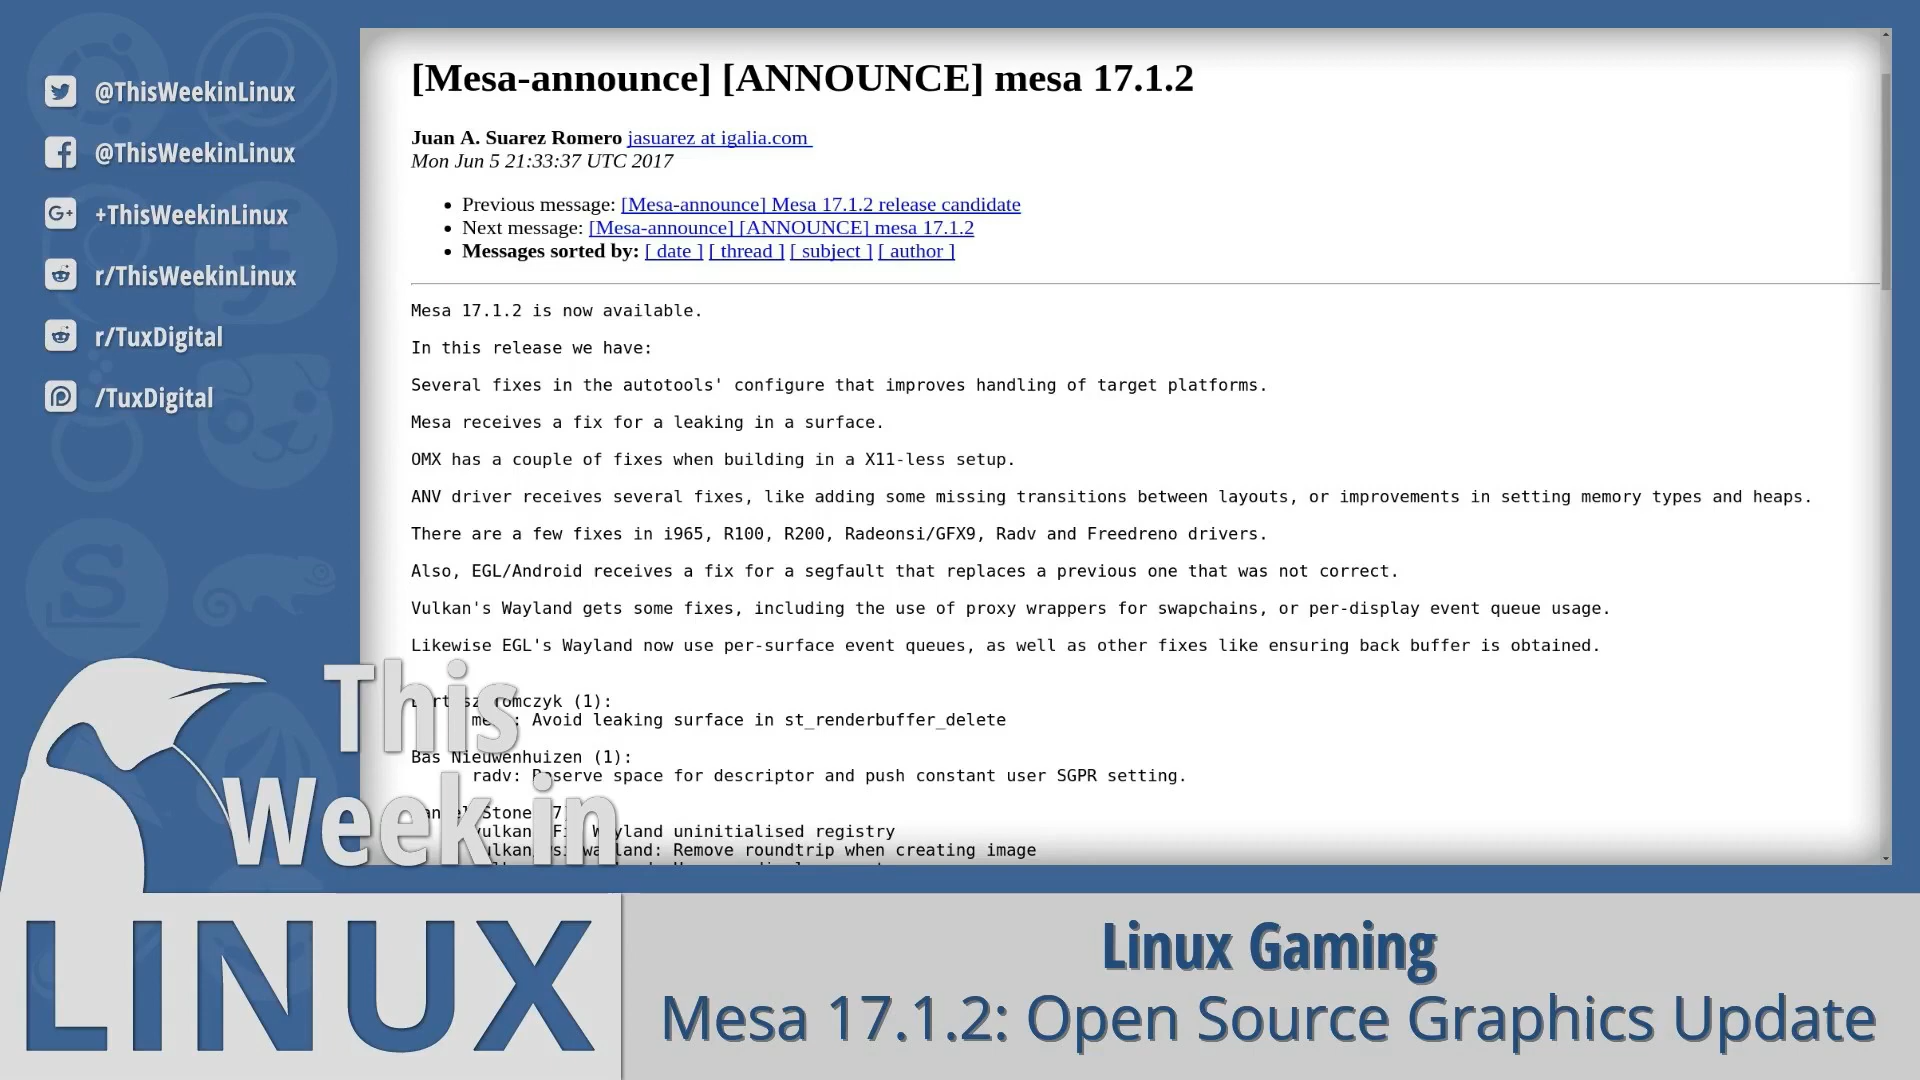 @ThisWeekinLinux
@ThisWeekinLinux
+ThisWeekinLinux
r/ThisWeekinLinux
r/TuxDigital
/TuxDigital
[Mesa-announce] [ANNOUNCE] mesa 17.1.2
Juan A. Suarez Romero jasuarez at igalia.com
Mon Jun 5 21:33:37 UTC 2017
• Previous message: [Mesa-announce] Mesa 17.1.2 release candidate
• Next message: [Mesa-announce] [ANNOUNCE] mesa 17.1.2
• Messages sorted by: [ date ] [ thread ] [ subject ] [ author ]
Mesa 17.1.2 is now available.
In this release we have:
Several fixes in the autotools' configure that improves handling of target platforms.
Mesa receives a fix for a leaking in a surface.
OMX has a couple of fixes when building in a X11-less setup.
ANV driver receives several fixes, like adding some missing transitions between layouts, or improvements in setting memory types and heaps.
There are a few fixes in i965, R100, R200, Radeonsi/GFX9, Radv and Freedreno drivers.
Also, EGL/Android receives a fix for a segfault that replaces a previous one that was not correct.
Vulkan's Wayland gets some fixes, including the use of proxy wrappers for swapchains, or per-display event queue usage.
Likewise EGL's Wayland now use per-surface event queues, as well as other fixes like ensuring back buffer is obtained.
(1):
Avoid leaking surface in st_renderbuffer_delete
Bas Nieuwenhuizen (1):
radv: Reserve space for descriptor and push constant user SGPR setting.
Stone
uninitialised registry
Remove roundtrip when creating image
This
Week in
LINUX
Linux Gaming
Mesa 17.1.2: Open Source Graphics Update